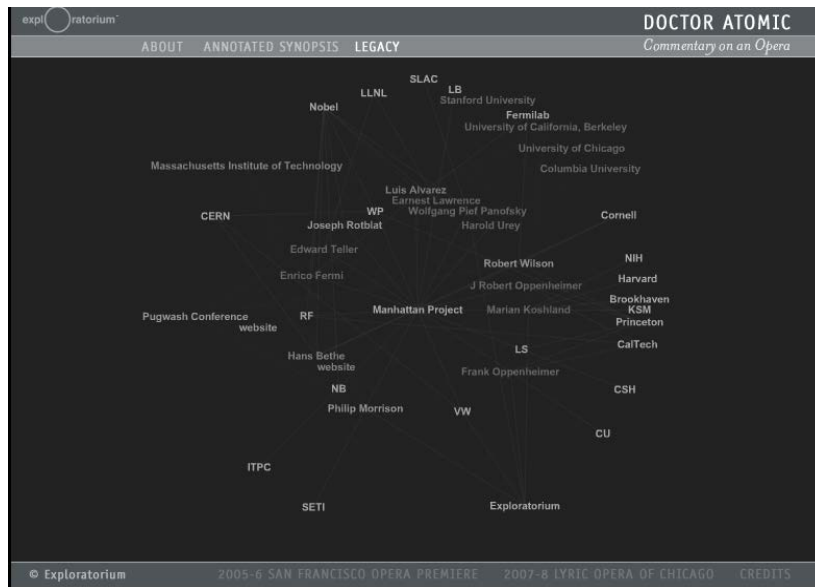 expl ratorium
DOCTOR ATOMIC
ABOUT ANNOTATED SYNOPSIS LEGACY
Commentary on an Opera
SLAC
LLNL
LB
Stanford University
Nobel
Fermilab
University of California, Berkeley
University of Chicago
Massachusetts Institute of Technology
Columbia University
Luis Alvarez
Earnest Lawrence
WP
Wolfgang Pief Panofsky
CERN
Cornell
Joseph Rotblat
Harold Urey
Edward Teller
NIH
Robert Wilson
Enrico Fermi
Harvard
J Robert Oppenheimer
Brookhaven
Manhattan Project
Marian Koshland
KSM
Pugwash Conference
RF
Princeton
website
CalTech
LS
Hans Bethe
website
Frank Oppenheimer
NB
CSH
Philip Morrison
VW
CU
ITPC
SETI
Exploratorium
© Exploratorium
2005-6 SAN FRANCISCO OPERA PREMIERE
2007-8 LYRIC OPERA OF CHICAGO
CREDITS